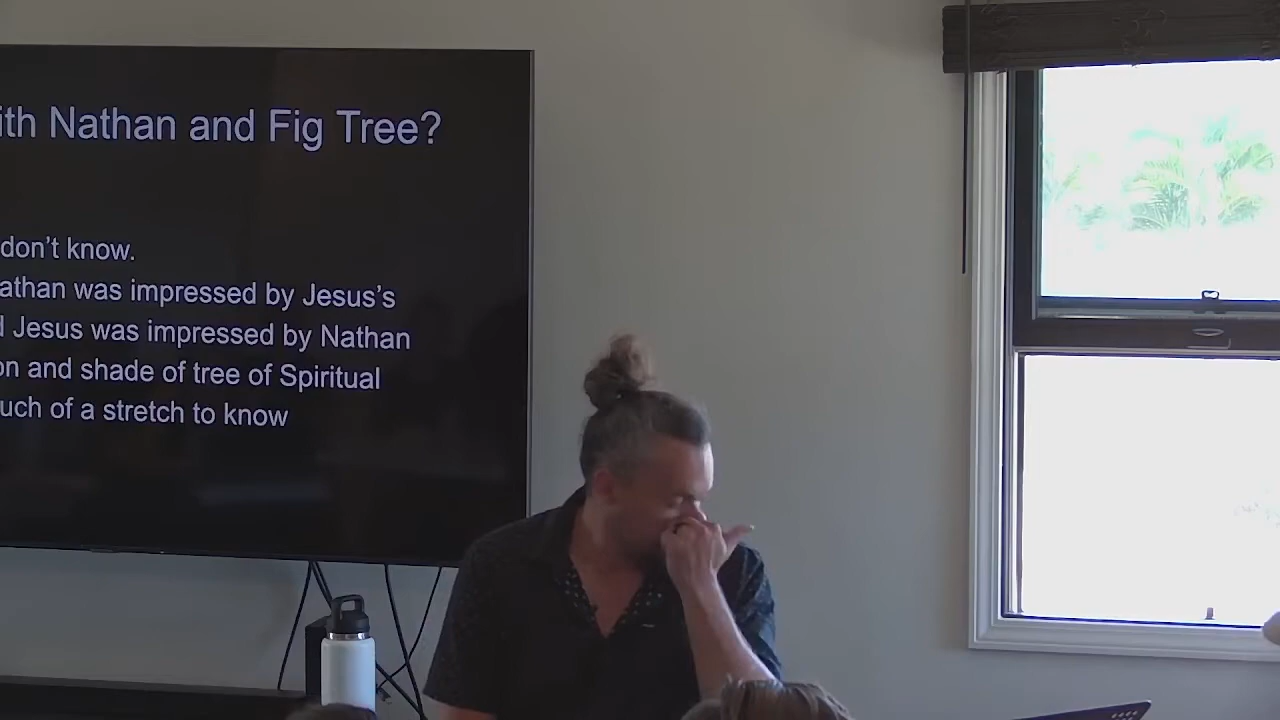 ith Nathan and Fig Tree?
don't know.
athan was impressed by Jesus's
Jesus was impressed by Nathan
on and shade of tree of Spiritual
uch of a stretch to know